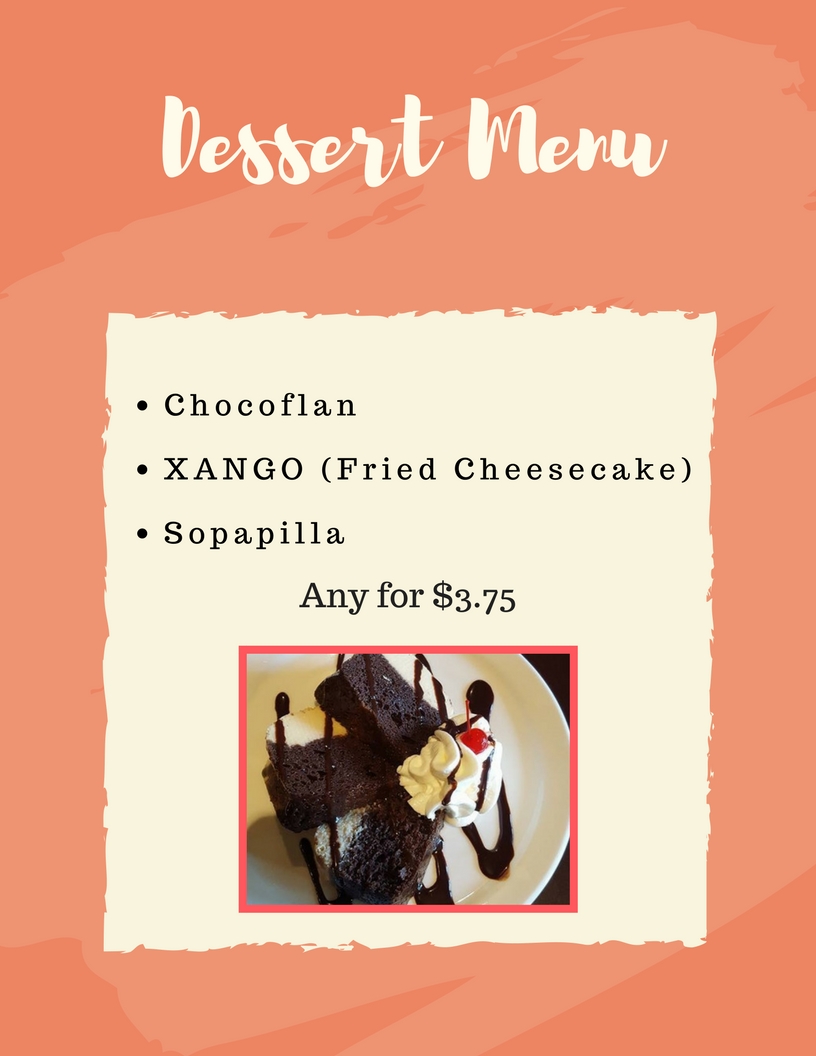 Dessert Menu
• Chocoflan
• XANGO (Fried Cheesecake)
• Sopapilla
Any for $3.75